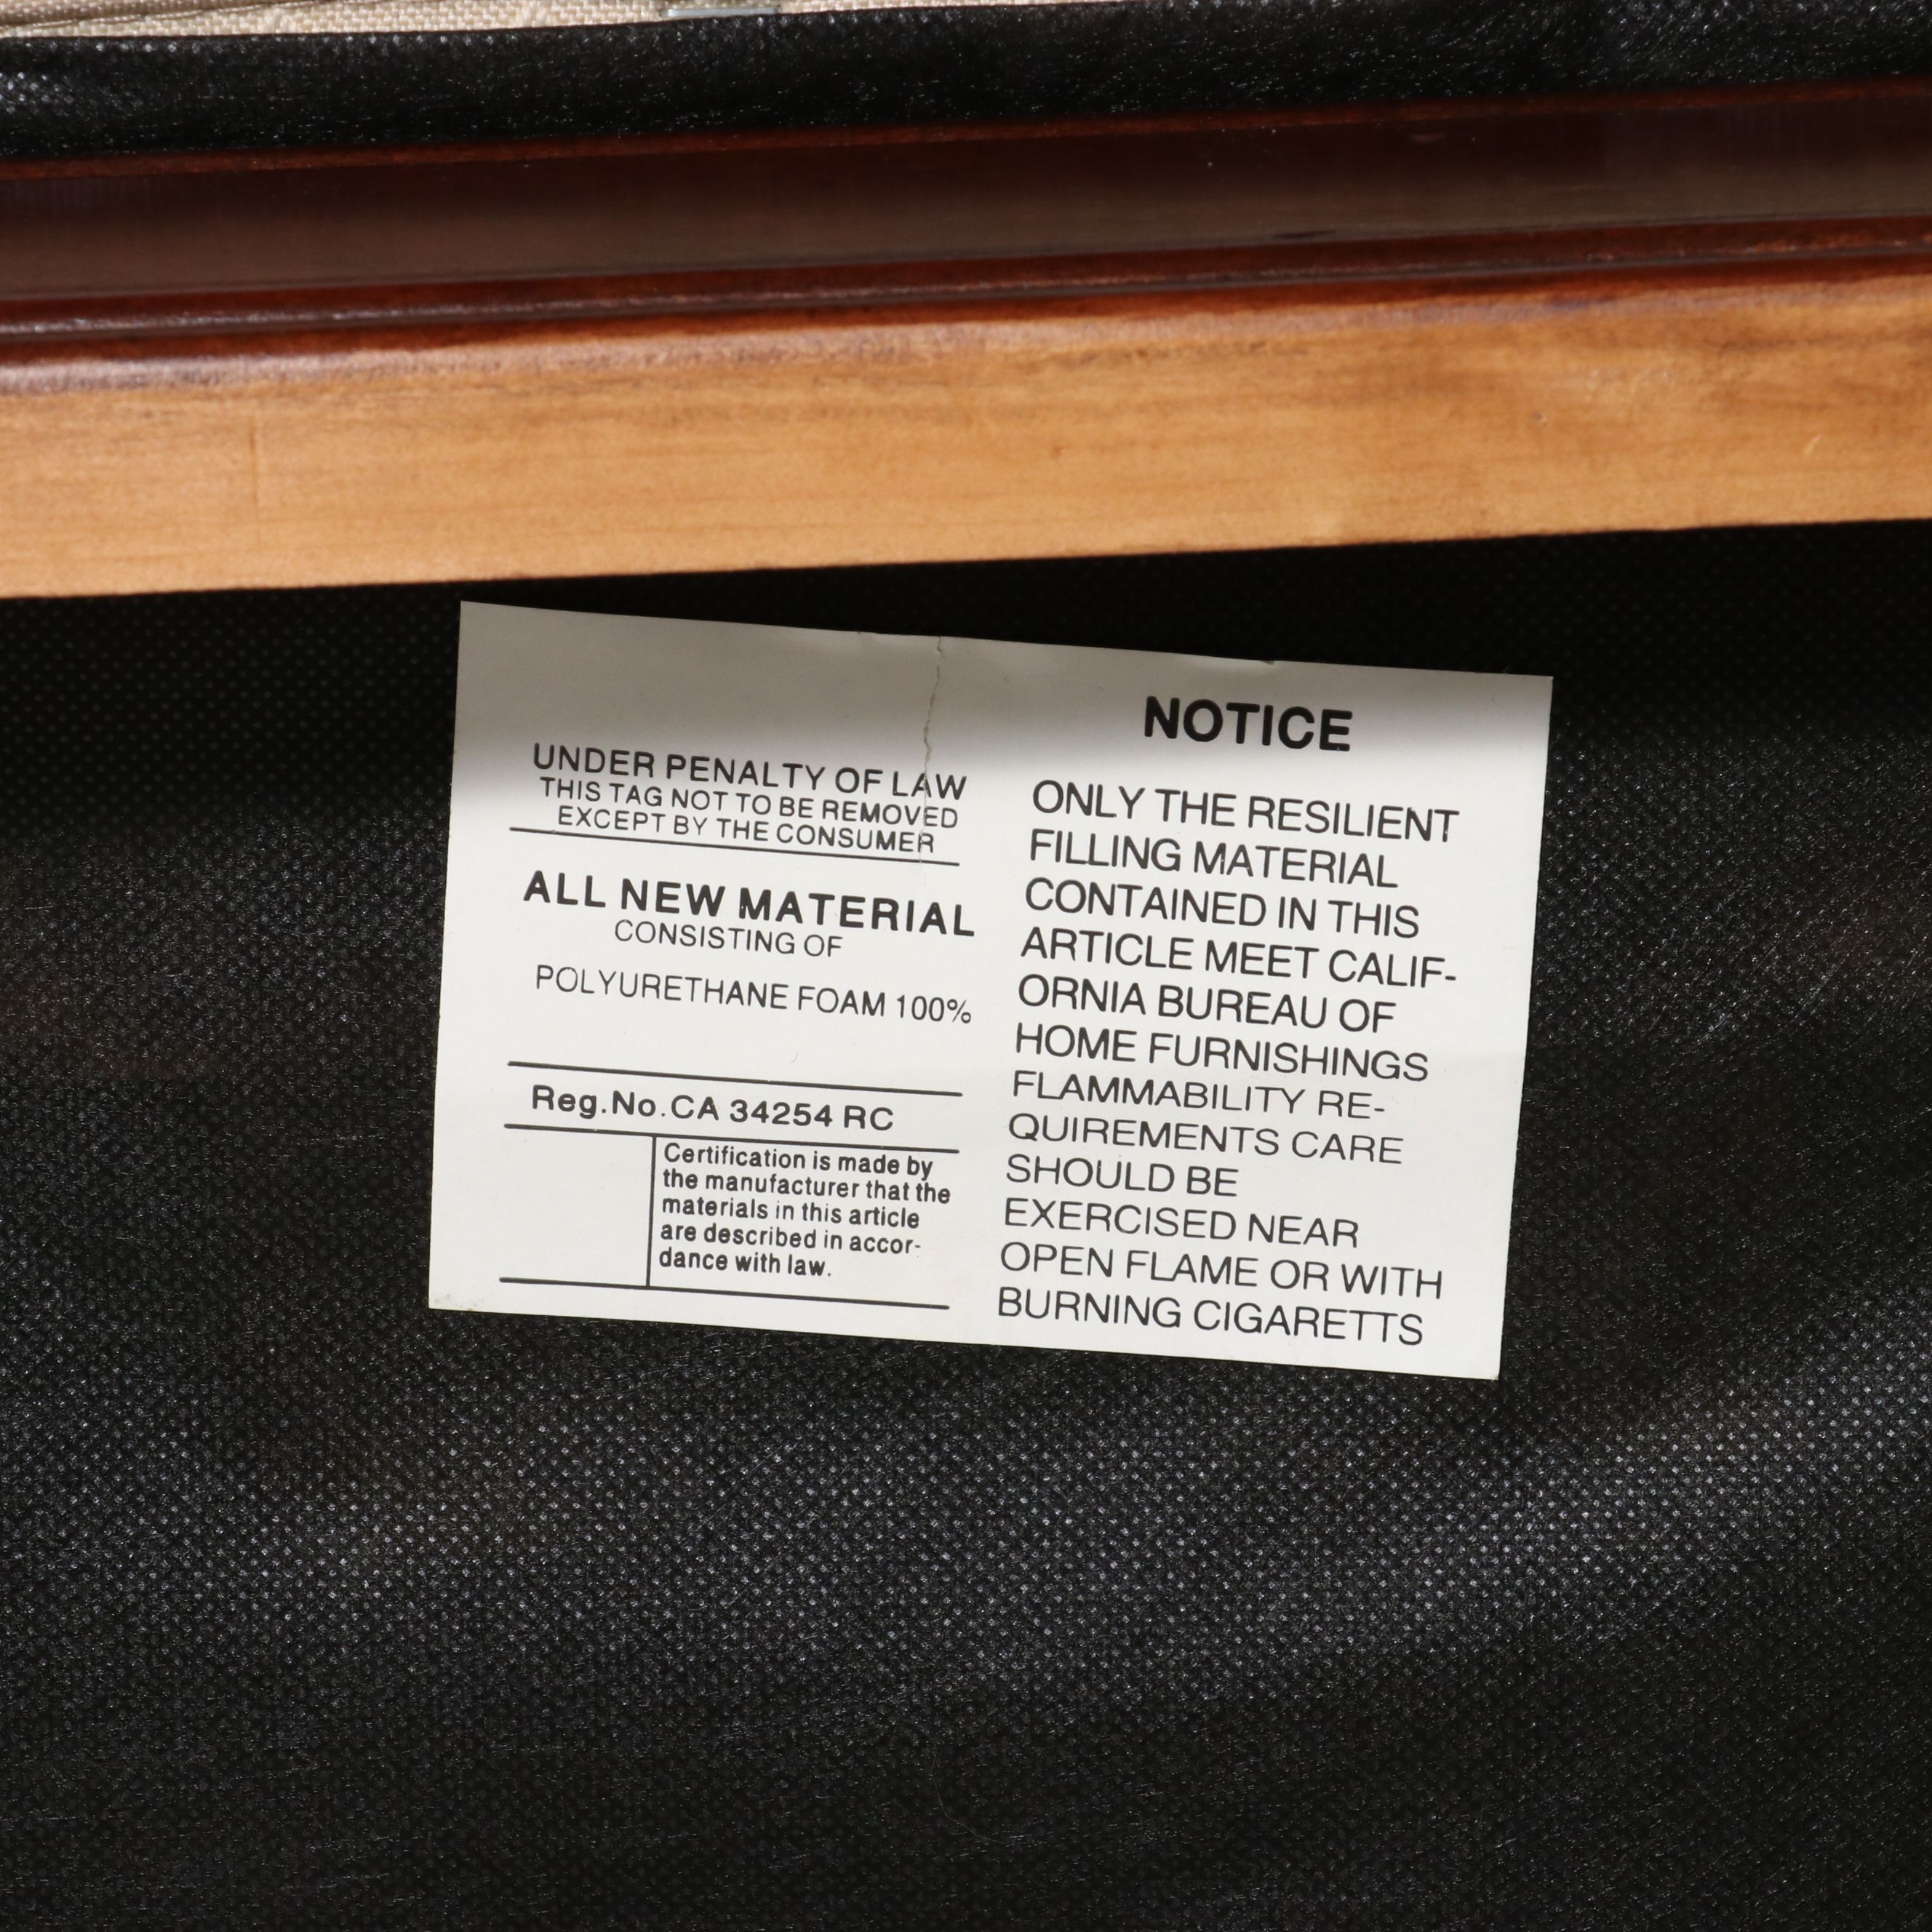 UNDER PENALTY OF LAW
THIS TAG NOT TO BE REMOVED
EXCEPT BY THE CONSUMER
ALL NEW MATERIAL
CONSISTING OF
POLYURETHANE FOAM 100%
Reg.No.CA 34254 RC
Certification is made by
the manufacturer that the
materials in this article
are described in accor-
dance with law.
NOTICE
ONLY THE RESILIENT
FILLING MATERIAL
CONTAINED IN THIS
ARTICLE MEET CALIF-
ORNIA BUREAU OF
HOME FURNISHINGS
FLAMMABILITY RE-
QUIREMENTS CARE
SHOULD BE
EXERCISED NEAR
OPEN FLAME OR WITH
BURNING CIGARETTS